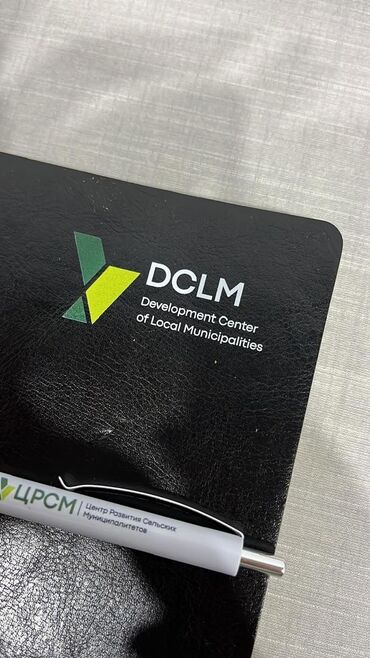 DCLM
Development Center
of Local Municipalities
ЦРСМ
Центр Развития Сельских
Муниципалитетов